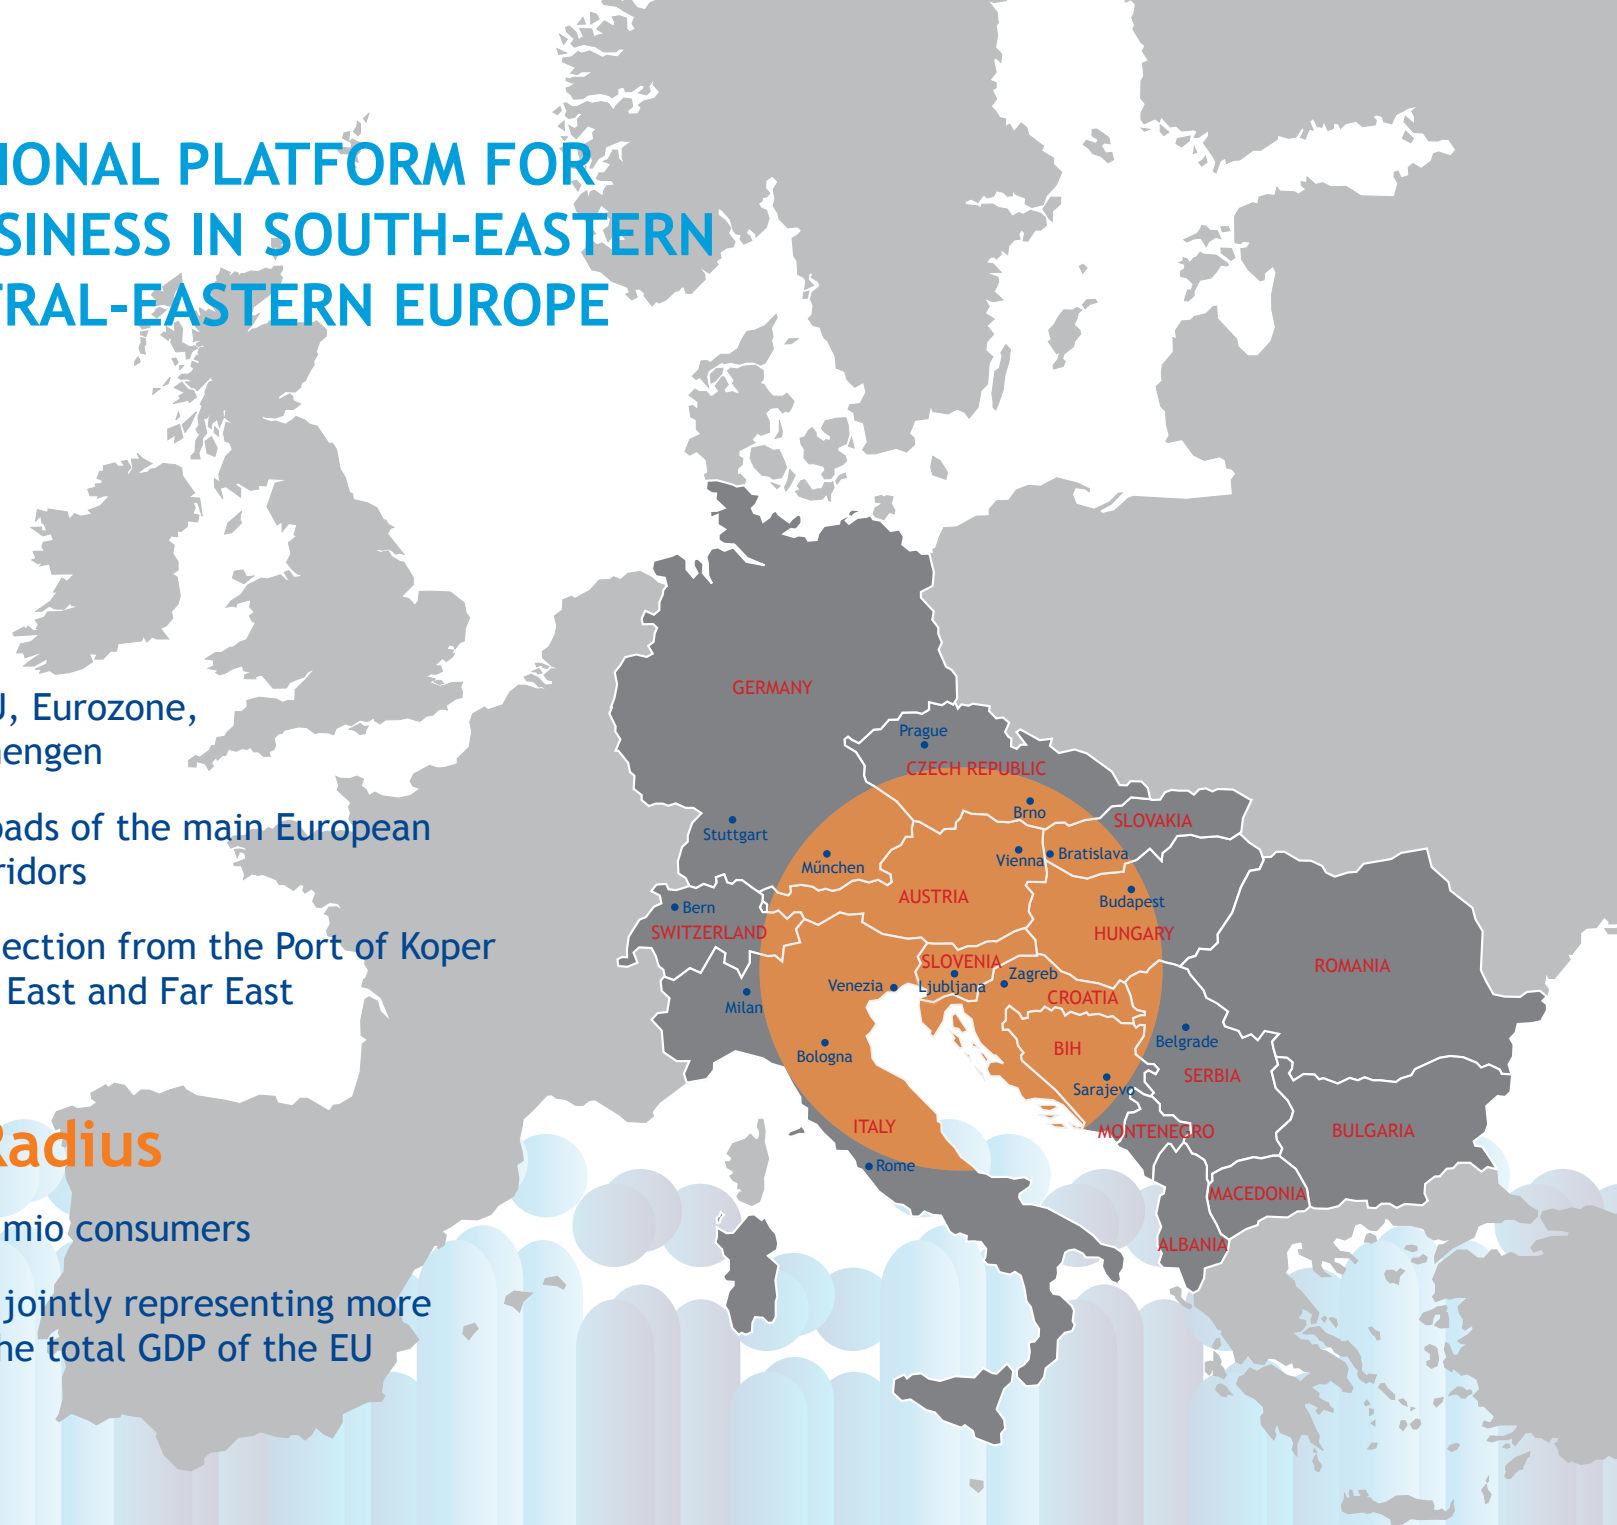 IONAL PLATFORM FOR
SINESS IN SOUTH-EASTERN
TRAL-EASTERN EUROPE
J, Eurozone,
hengen
oads of the main European
ridors
ection from the Port of Koper
East and Far East
Radius
mio consumers
jointly representing more
he total GDP of the EU
GERMANY
Prague
CZECH REPUBLIC
Brno
SLOVAKIA
Stuttgart
München
Vienna
Bratislava
AUSTRIA
Budapest
Bern
SWITZERLAND
HUNGARY
SLOVENIA
Zagreb
ROMANIA
Venezia
Ljubljana
CROATIA
Milan
Bologna
BIH
Belgrade
Sarajevo
SERBIA
ITALY
MONTENEGRO
BULGARIA
Rome
MACEDONIA
ALBANIA